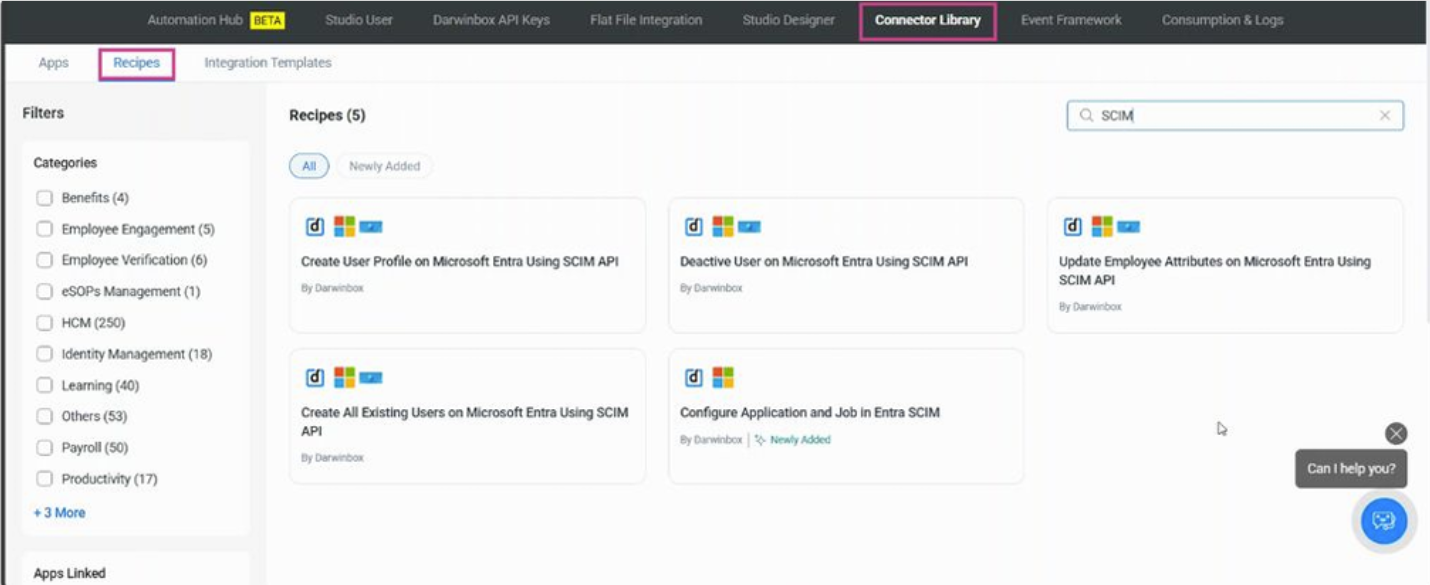 Automation Hub BETA Studio User Darwinbox API Keys Flat File Integration Studio Designer Connector Library Event Framework Consumption & Logs
Apps Recipes Integration Templates
Filters
Categories
Benefits (4)
Employee Engagement (5)
Employee Verification (6)
eSOPs Management (1)
HCM (250)
Identity Management (18)
Learning (40)
Others (53)
Payroll (50)
Productivity (17)
+ 3 More
Apps Linked
Recipes (5)
SCIM
All Newly Added
Create User Profile on Microsoft Entra Using SCIM API
By Darwinbox
Deactive User on Microsoft Entra Using SCIM API
By Darwinbox
Update Employee Attributes on Microsoft Entra Using
SCIM API
By Darwinbox
Create All Existing Users on Microsoft Entra Using SCIM
API
By Darwinbox
Configure Application and Job in Entra SCIM
By Darwinbox | Newly Added
Can I help you?